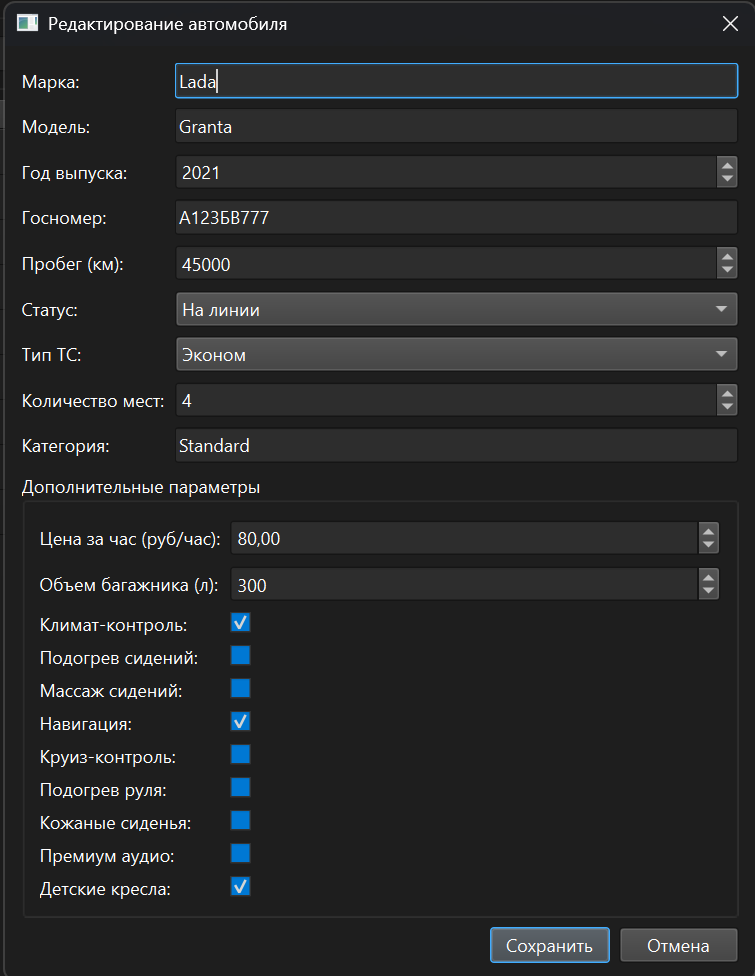 Редактирование автомобиля
Марка: Lada
Модель: Granta
Год выпуска: 2021
Госномер: А123БВ777
Пробег (км): 45000
Статус: На линии
Тип ТС: Эконом
Количество мест: 4
Категория: Standard
Дополнительные параметры
Цена за час (руб/час): 80,00
Объем багажника (л): 300
Климат-контроль:
Подогрев сидений:
Массаж сидений:
Навигация:
Круиз-контроль:
Подогрев руля:
Кожаные сиденья:
Премиум аудио:
Детские кресла:
Сохранить Отмена